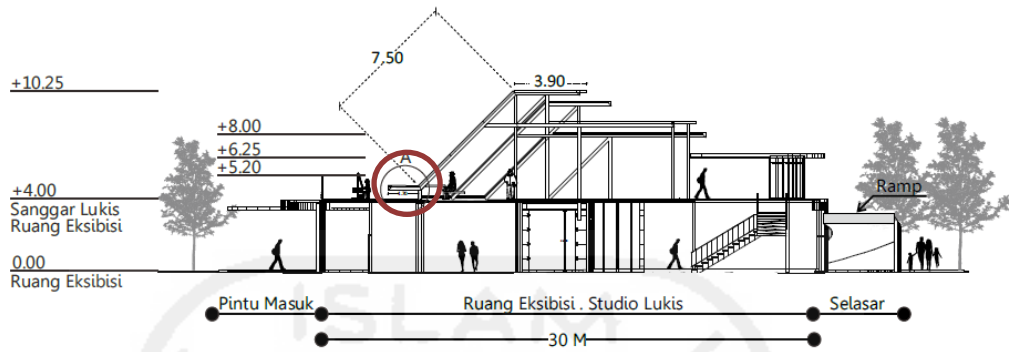 7.50
3.90
+10.25
+8.00
+6.25
+5.20
A
+4.00
Sanggar Lukis
Ruang Eksibisi
Ramp
0.00
Ruang Eksibisi
Pintu Masuk
Ruang Eksibisi . Studio Lukis
Selasar
30 M
ISLAM